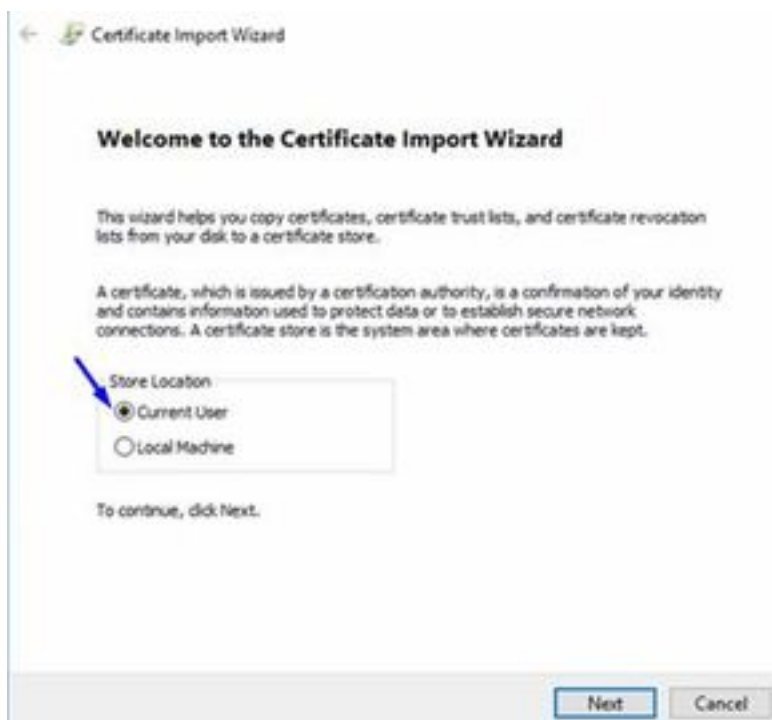 Certificate Import Wizard
Welcome to the Certificate Import Wizard
This wizard helps you copy certificates, certificate trust lists, and certificate revocation
lists from your disk to a certificate store.
A certificate, which is issued by a certification authority, is a confirmation of your identity
and contains information used to protect data or to establish secure network
connections. A certificate store is the system area where certificates are kept.
Store Location
Current User
Local Machine
To continue, click Next.
Next
Cancel